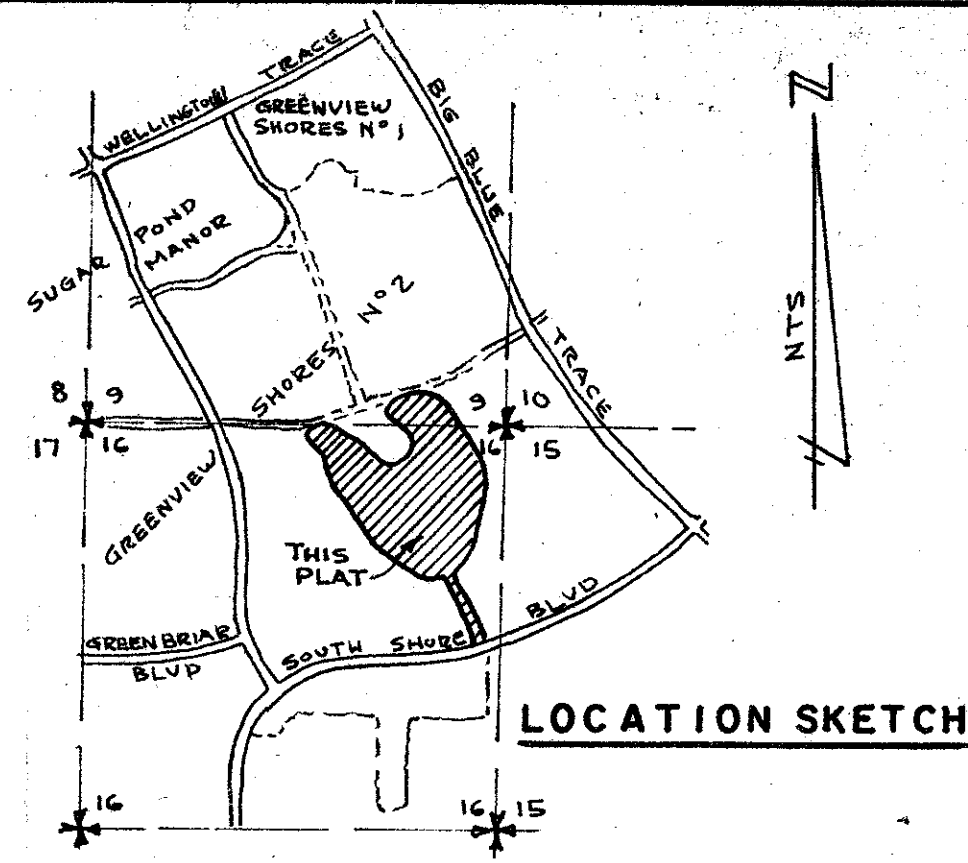 WELLINGTON TRACE
BIG BLUE TRACE
GREENVIEW
SHORES Nº 1
N
POND
MANOR
SUGAR
NTS
GREENVIEW SHORES Nº 2
8 9
17 16
9 10
16 15
THIS
PLAT
GREENBRIAR
BLVD
SOUTH SHORE BLVD
LOCATION SKETCH
16
16 15